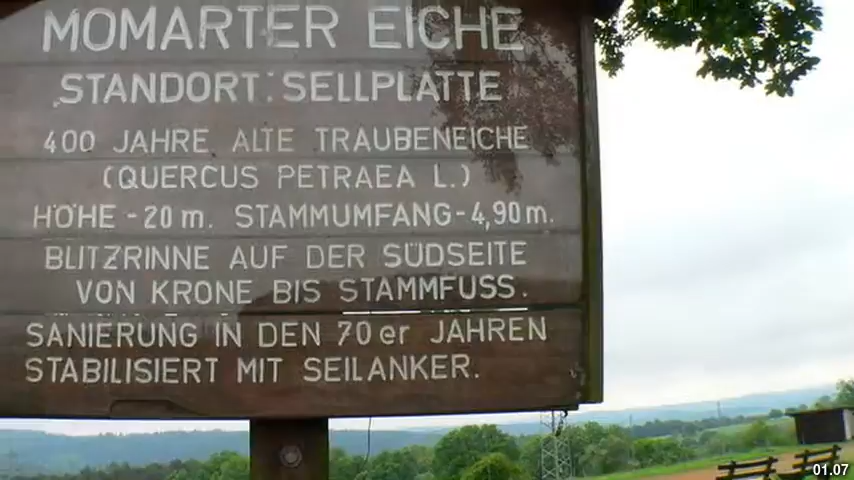 MOMARTER EICHE
STANDORT: SELLPLATTE
400 JAHRE ALTE TRAUBENEICHE
(QUERCUS PETRAEA L.)
HÖHE - 20 m. STAMMUMFANG - 4,90 m.
BLITZRINNE AUF DER SÜDSEITE
VON KRONE BIS STAMMFUSS.
SANIERUNG IN DEN 70er JAHREN
STABILISIERT MIT SEILANKER.
01.07